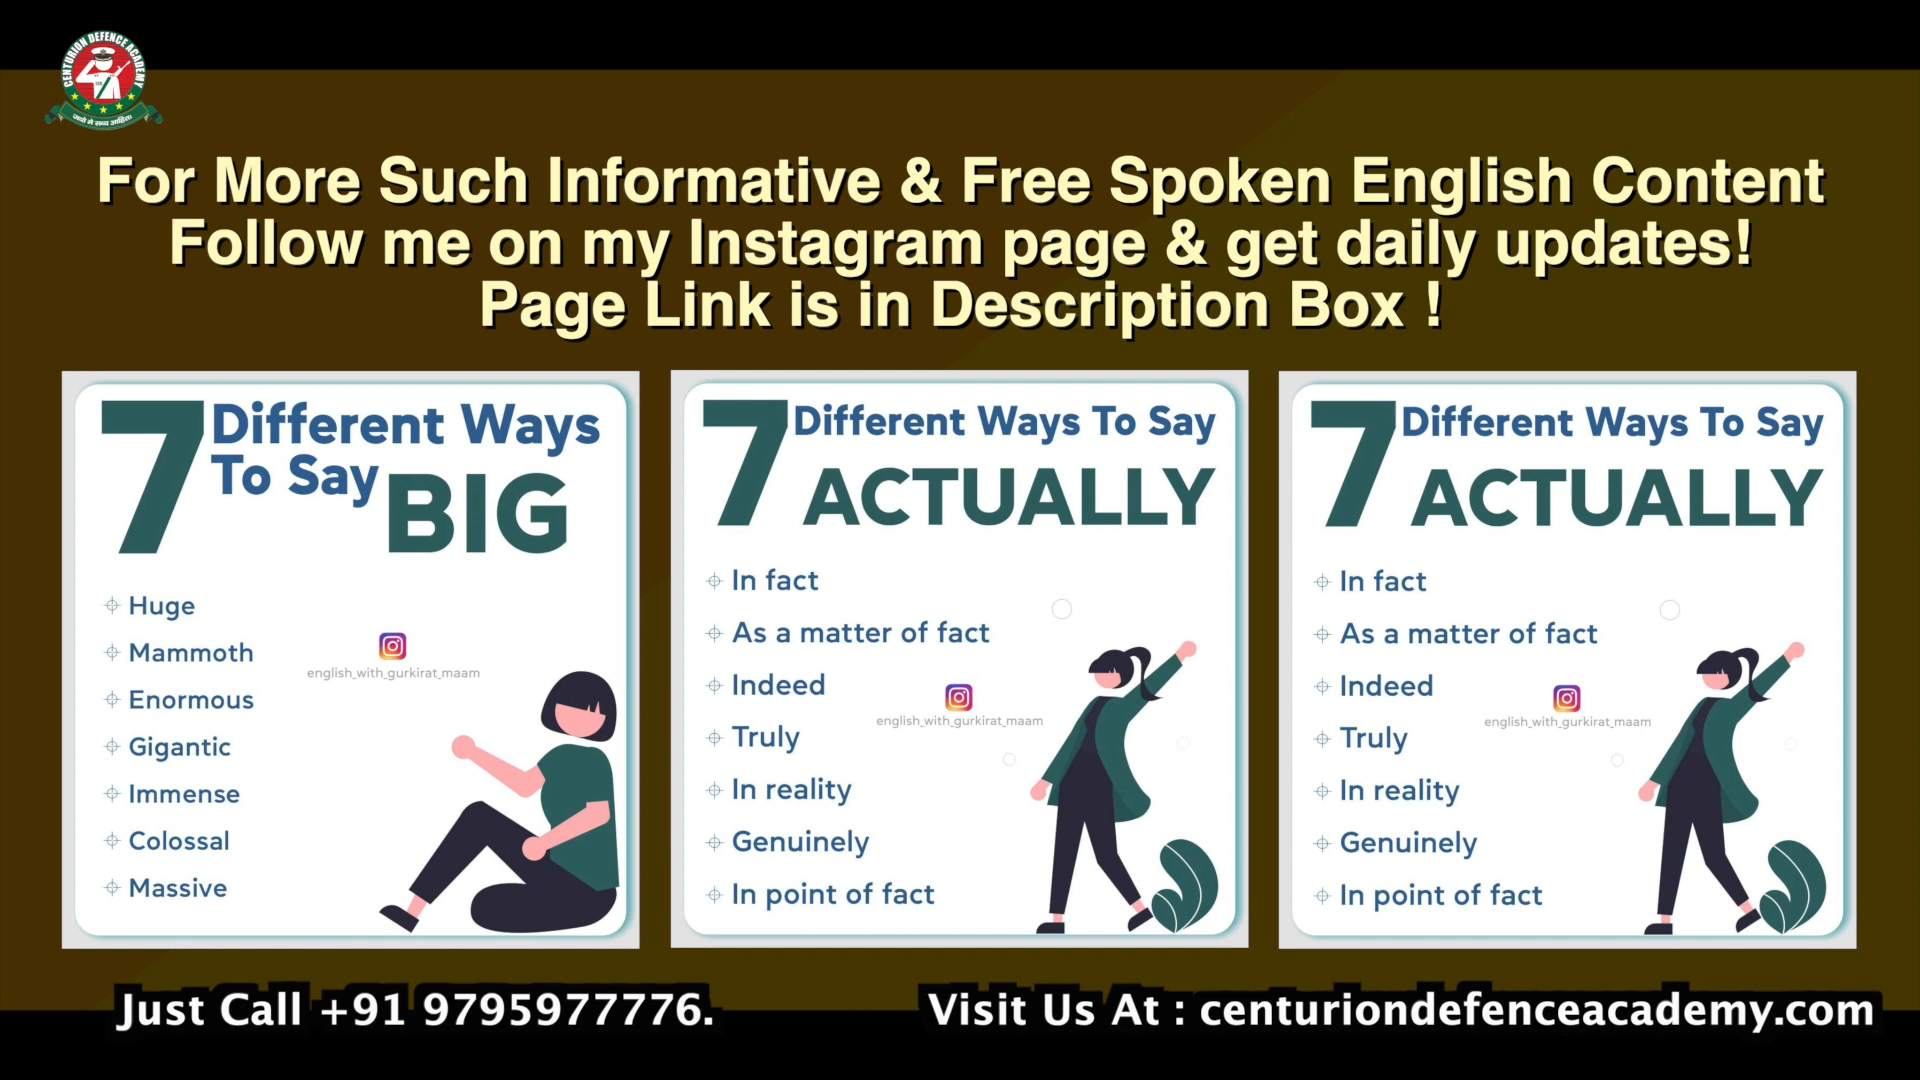 CENTURION DEFENCE ACADEMY
For More Such Informative & Free Spoken English Content
Follow me on my Instagram page & get daily updates!
Page Link is in Description Box !
7 Different Ways
To Say BIG
Huge
Mammoth
Enormous
Gigantic
Immense
Colossal
Massive
english_with_gurkirat_maam
7 Different Ways To Say
ACTUALLY
In fact
As a matter of fact
Indeed
Truly
In reality
Genuinely
In point of fact
english_with_gurkirat_maam
7 Different Ways To Say
ACTUALLY
In fact
As a matter of fact
Indeed
Truly
In reality
Genuinely
In point of fact
english_with_gurkirat_maam
Just Call +91 9795977776.
Visit Us At : centuriondefenceacademy.com